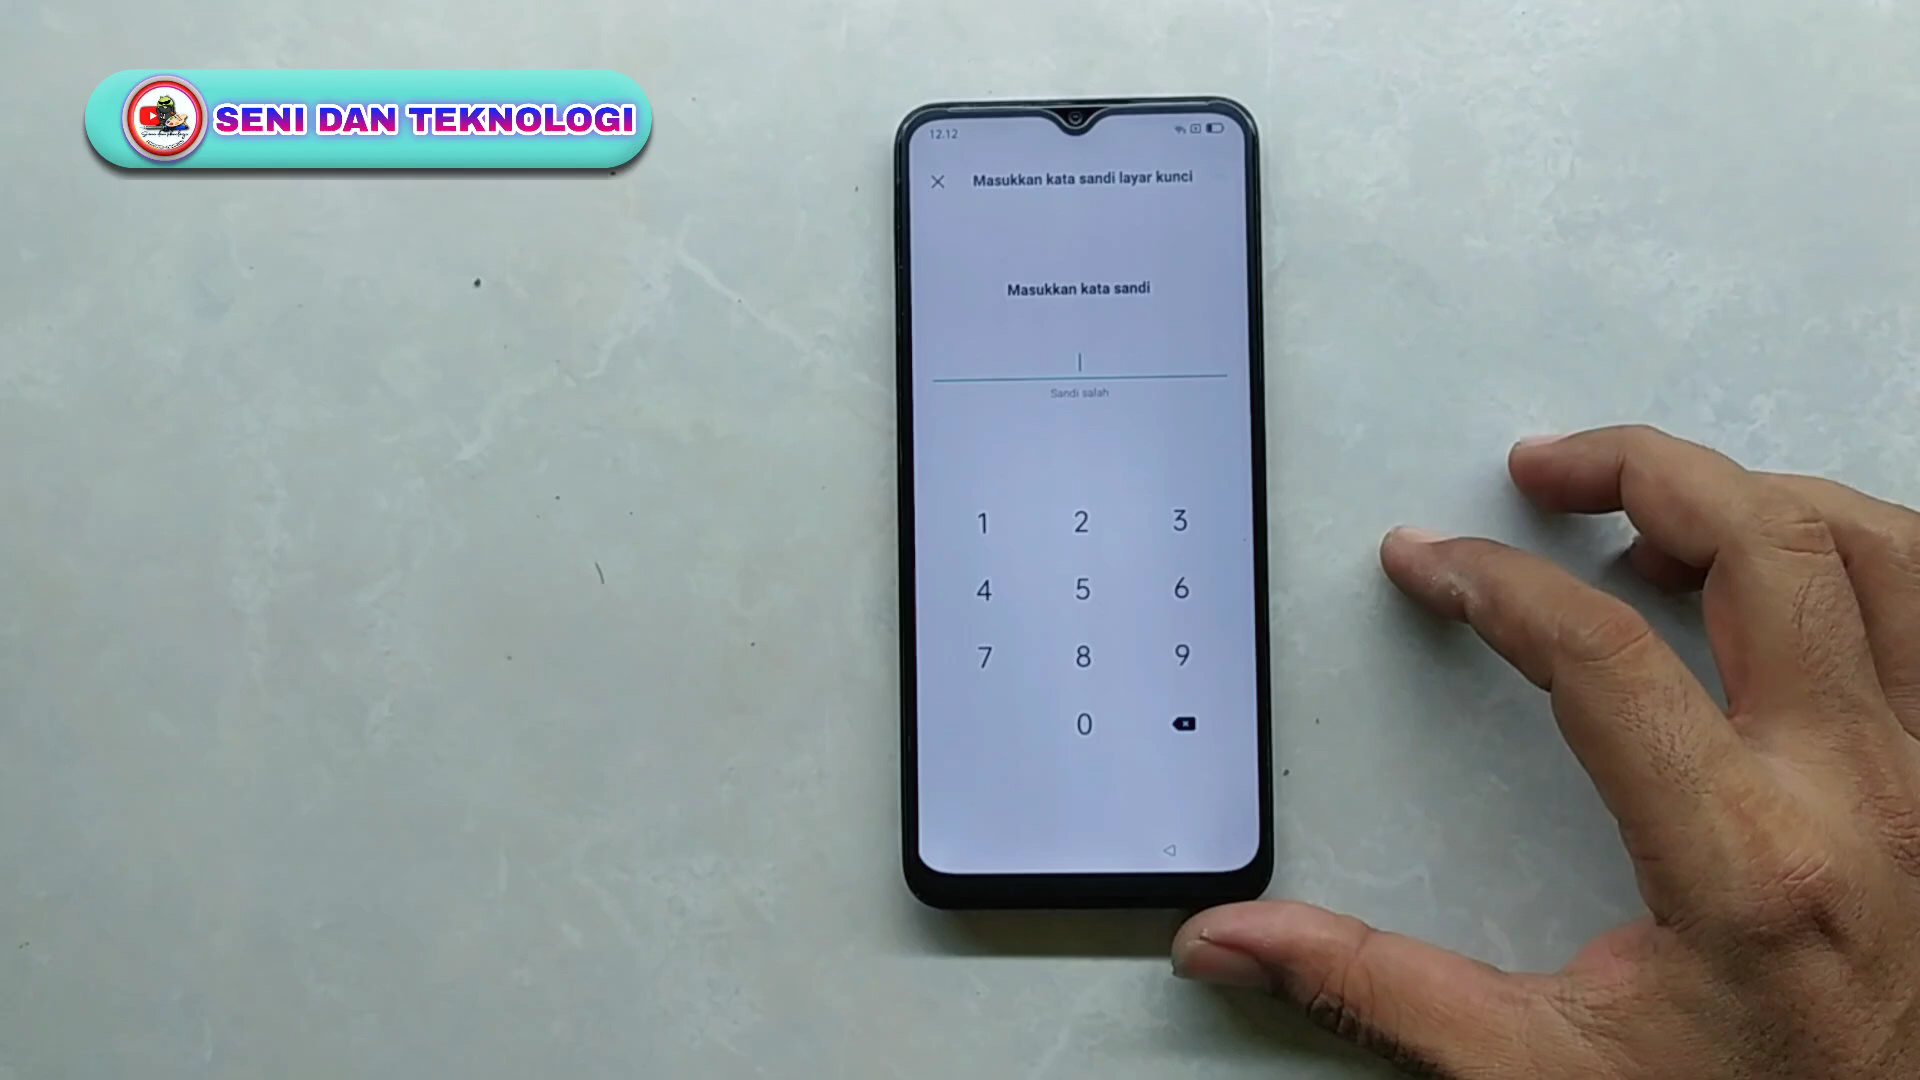 SENI DAN TEKNOLOGI
12.12
Masukkan kata sandi layar kunci
Masukkan kata sandi
Sandi salah
1 2 3
4 5 6
7 8 9
0